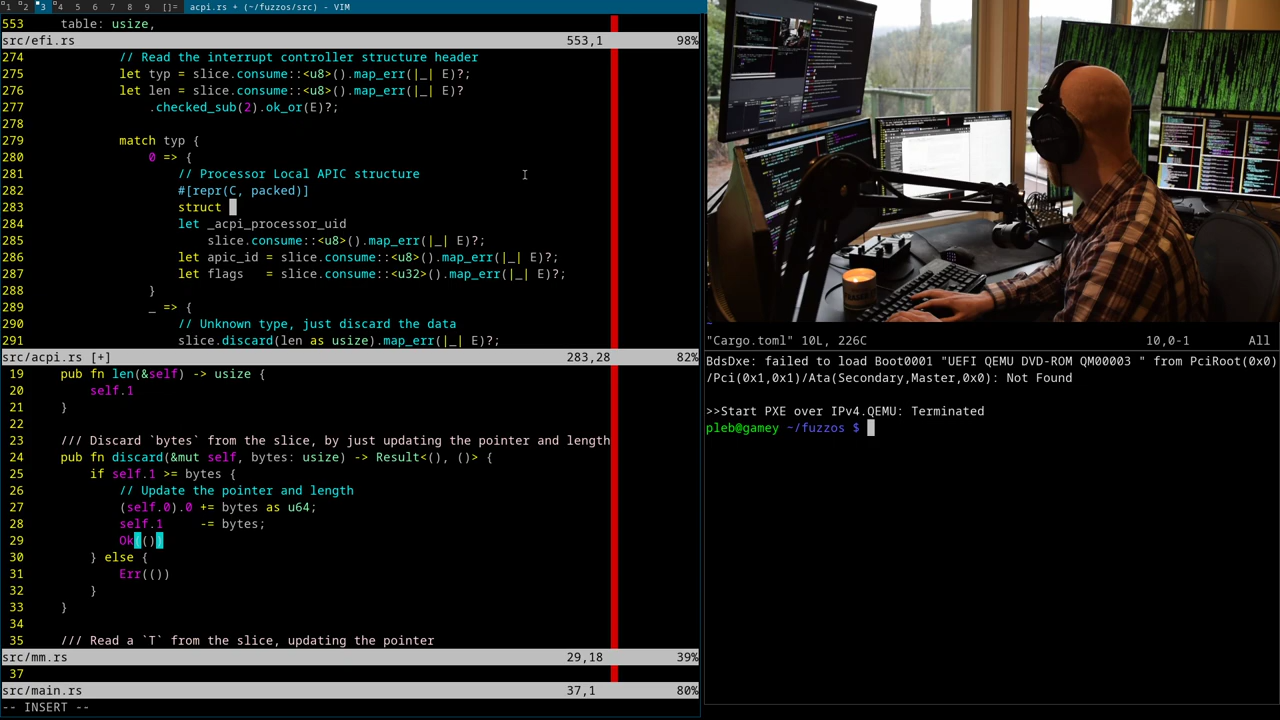 1 2 3 4 5 6 7 8 9 []= acpi.rs + (~/fuzzos/src) - VIM
553     table: usize,
src/efi.rs 553,1 98%
274             // Read the interrupt controller structure header
275             let typ = slice.consume::<u8>().map_err(|_| E)?;
276             let len = slice.consume::<u8>().map_err(|_| E)?
277                 .checked_sub(2).ok_or(E)?;
278
279             match typ {
280                 0 => {
281                     // Processor Local APIC structure
282                     #[repr(C, packed)]
283                     struct
284                     let _acpi_processor_uid
285                         slice.consume::<u8>().map_err(|_| E)?;
286                     let apic_id = slice.consume::<u8>().map_err(|_| E)?;
287                     let flags   = slice.consume::<u32>().map_err(|_| E)?;
288                 }
289                 _ => {
290                     // Unknown type, just discard the data
291                     slice.discard(len as usize).map_err(|_| E)?;
src/acpi.rs [+] 283,28 82%
19     pub fn len(&self) -> usize {
20         self.1
21     }
22
23     /// Discard `bytes` from the slice, by just updating the pointer and length
24     pub fn discard(&mut self, bytes: usize) -> Result<(), ()> {
25         if self.1 >= bytes {
26             // Update the pointer and length
27             (self.0).0 += bytes as u64;
28             self.1     -= bytes;
29             Ok(())
30         } else {
31             Err(())
32         }
33     }
34
35     /// Read a `T` from the slice, updating the pointer
src/mm.rs 29,18 39%
37
src/main.rs 37,1 80%
-- INSERT --
"Cargo.toml" 10L, 226C 10,0-1 All
BdsDxe: failed to load Boot0001 "UEFI QEMU DVD-ROM QM00003 " from PciRoot(0x0)
/Pci(0x1,0x1)/Ata(Secondary,Master,0x0): Not Found
>>Start PXE over IPv4.QEMU: Terminated
pleb@gamey ~/fuzzos $